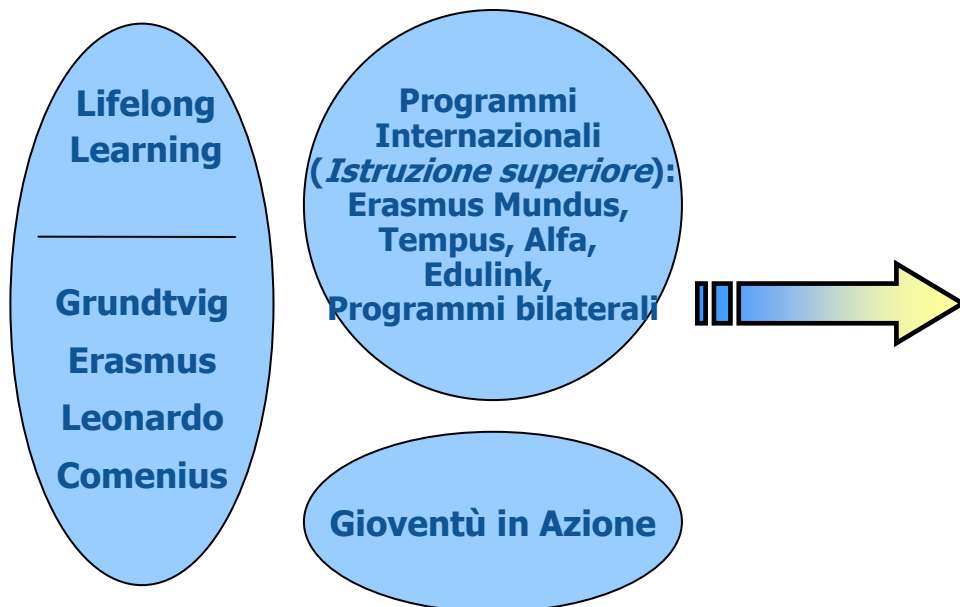 Lifelong
Learning
Grundtvig
Erasmus
Leonardo
Comenius
Programmi
Internazionali
(Istruzione superiore):
Erasmus Mundus,
Tempus, Alfa,
Edulink,
Programmi bilaterali
Gioventù in Azione